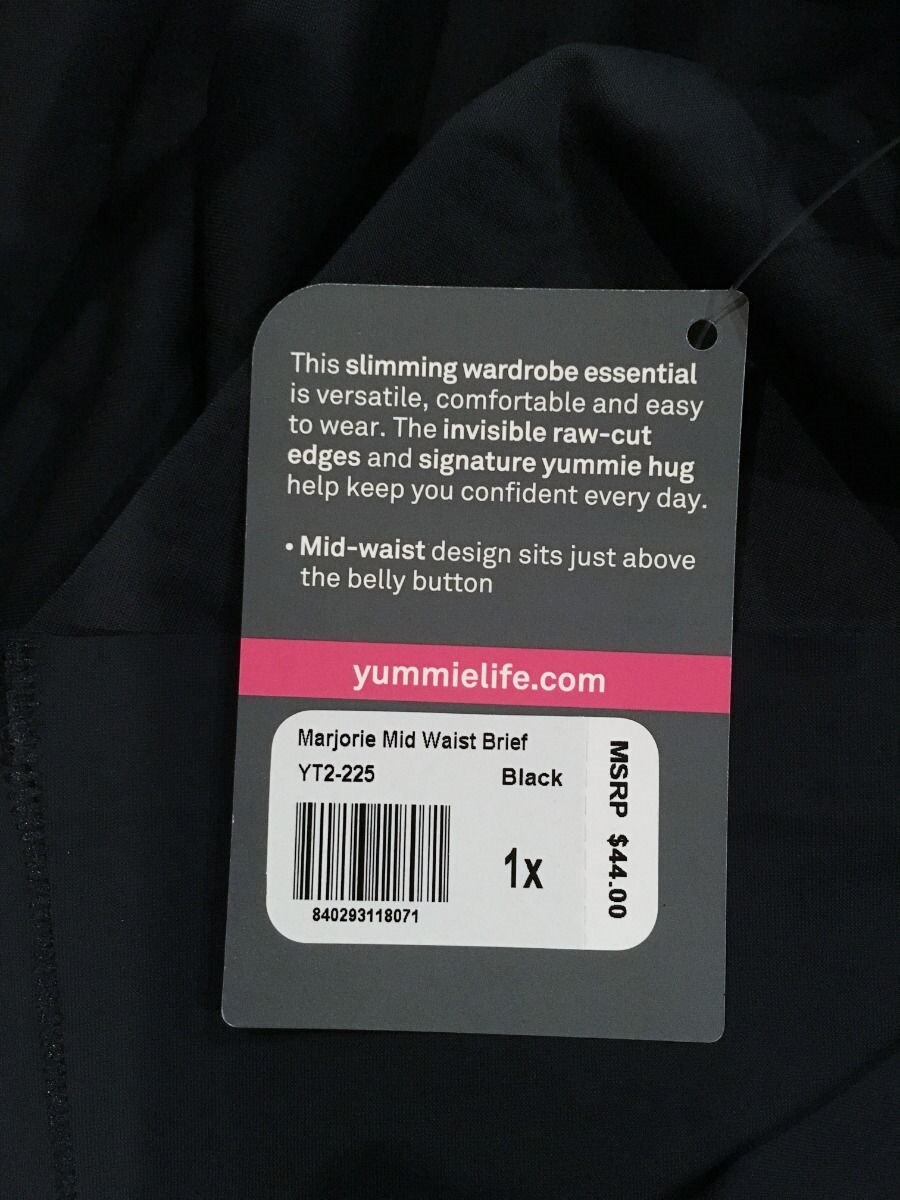 This slimming wardrobe essential
is versatile, comfortable and easy
to wear. The invisible raw-cut
edges and signature yummie hug
help keep you confident every day.
• Mid-waist design sits just above
the belly button
yummielife.com
Marjorie Mid Waist Brief
YT2-225
Black
1x
840293118071
MSRP $44.00